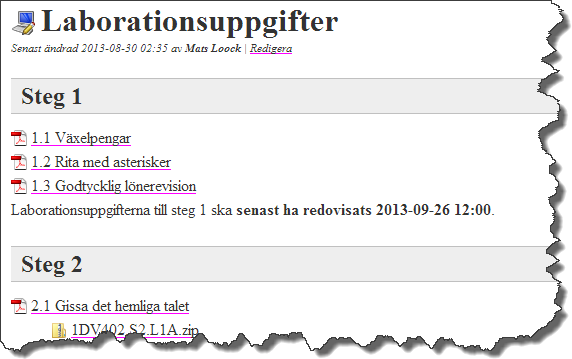 Laborationsuppgifter
Senast ändrad 2013-08-30 02:35 av Mats Loock | Redigera
Steg 1
1.1 Växelpengar
1.2 Rita med asterisker
1.3 Godtycklig lönerevision
Laborationsuppgifterna till steg 1 ska senast ha redovisats 2013-09-26 12:00.
Steg 2
2.1 Gissa det hemliga talet
1DV402.S2.L1A.zip